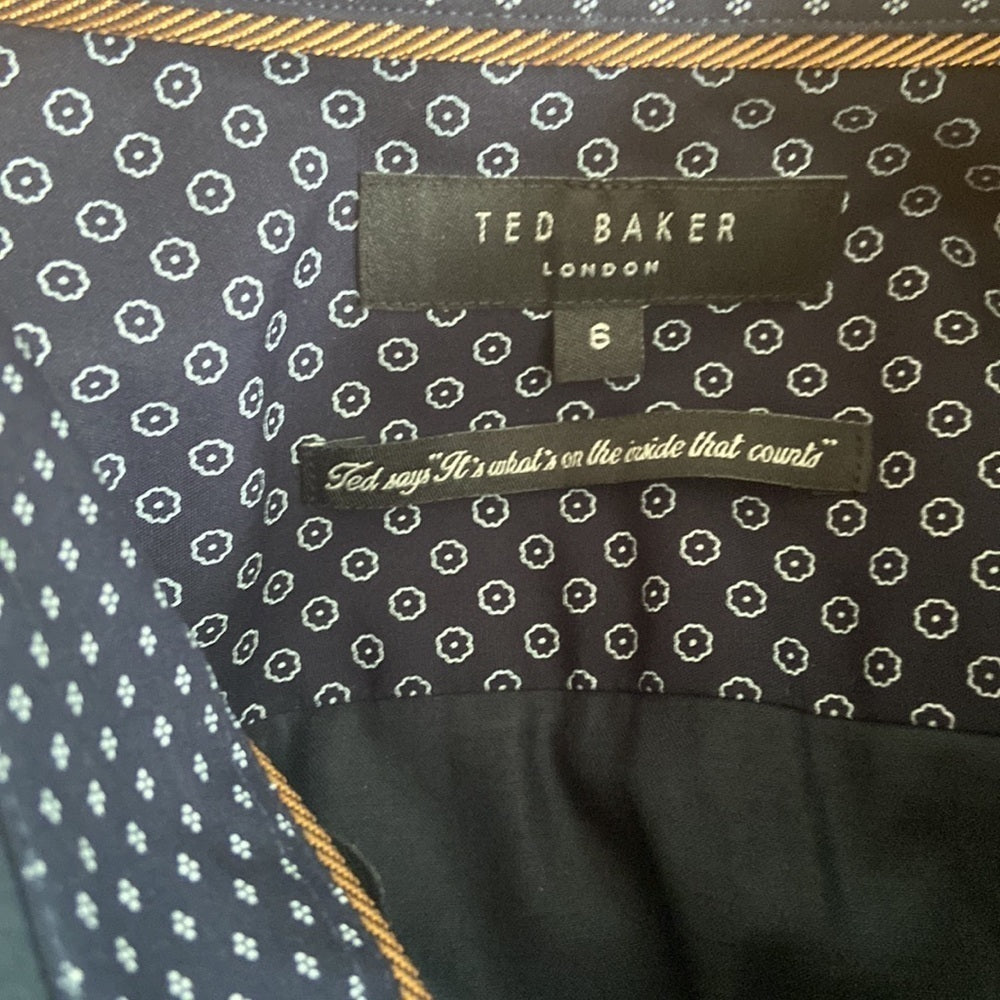 TED BAKER
LONDON
6
Ted says "It's what's on the inside that counts"